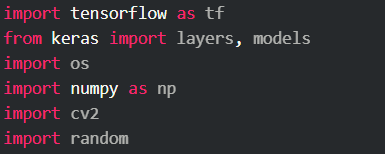 import tensorflow as tf
from keras import layers, models
import os
import numpy as np
import cv2
import random